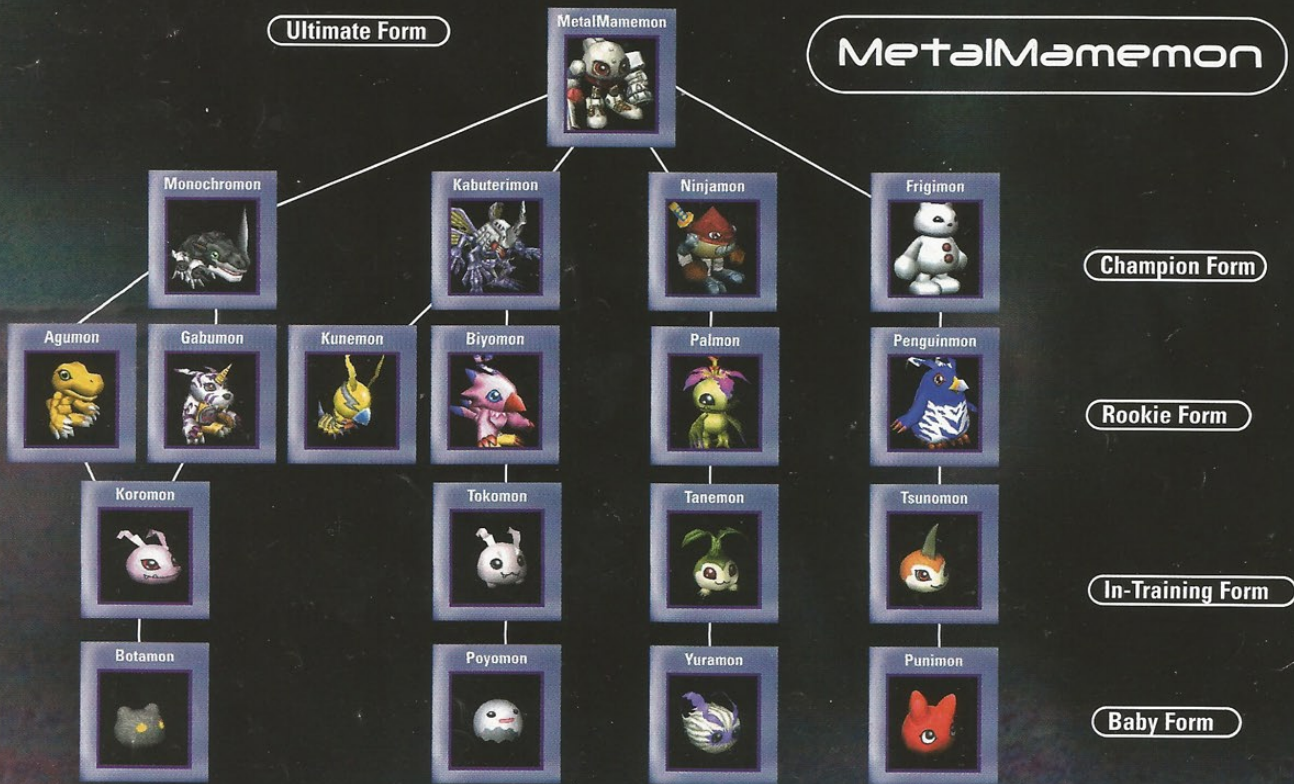 Ultimate Form
MetalMamemon
MetalMamemon
Monochromon
Kabuterimon
Ninjamon
Frigimon
Champion Form
Agumon
Gabumon
Kunemon
Biyomon
Palmon
Penguinmon
Rookie Form
Koromon
Tokomon
Tanemon
Tsunomon
In-Training Form
Botamon
Poyomon
Yuramon
Punimon
Baby Form